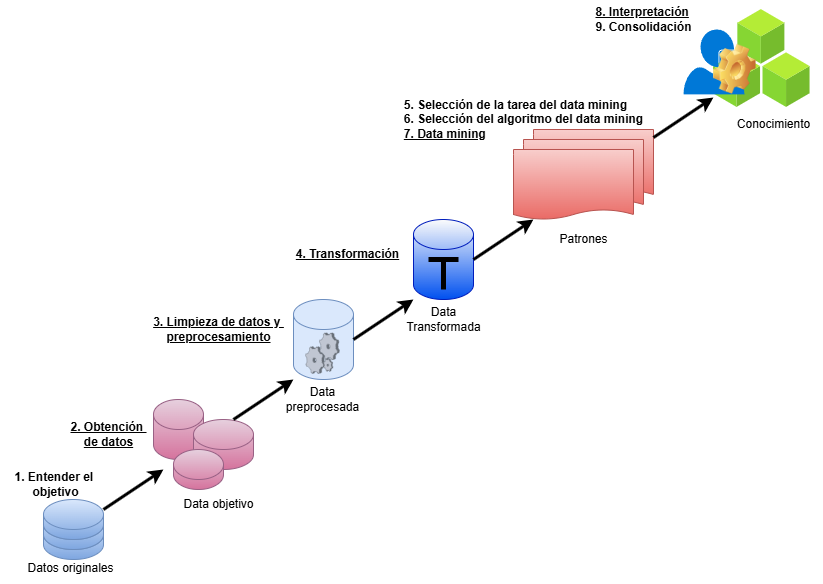 8. Interpretación
9. Consolidación
Conocimiento
5. Selección de la tarea del data mining
6. Selección del algoritmo del data mining
7. Data mining
Patrones
4. Transformación
T
Data
Transformada
3. Limpieza de datos y
preprocesamiento
Data
preprocesada
2. Obtención
de datos
Data objetivo
1. Entender el
objetivo
Datos originales